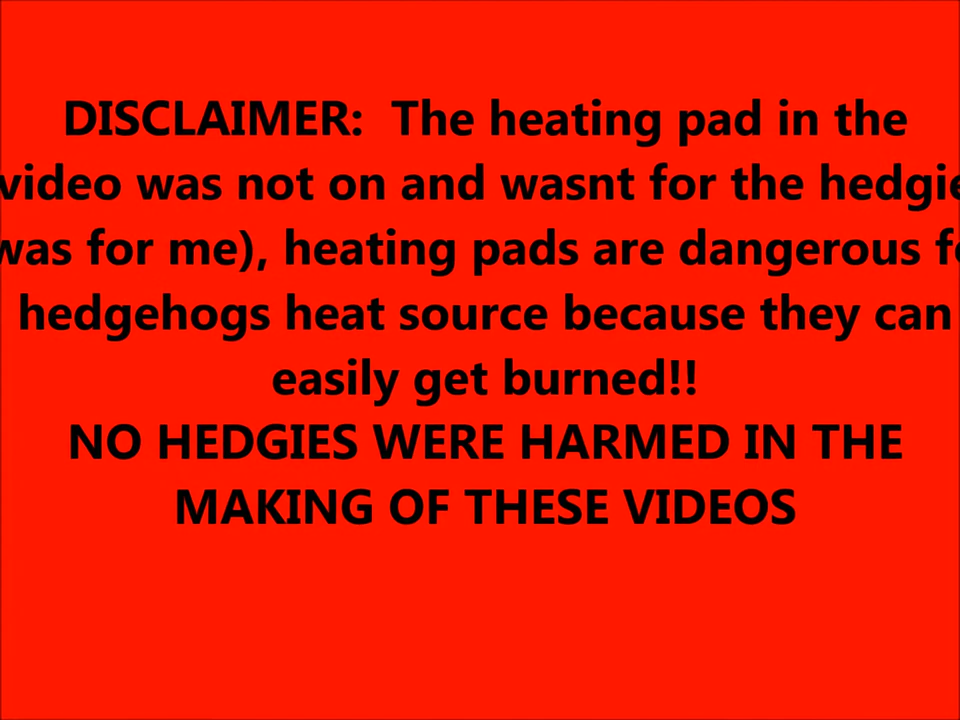 DISCLAIMER:  The heating pad in the
video was not on and wasnt for the
was for me), heating pads are dangerous
hedgehogs heat source because they can
easily get burned!!
NO HEDGIES WERE HARMED IN THE
MAKING OF THESE VIDEOS